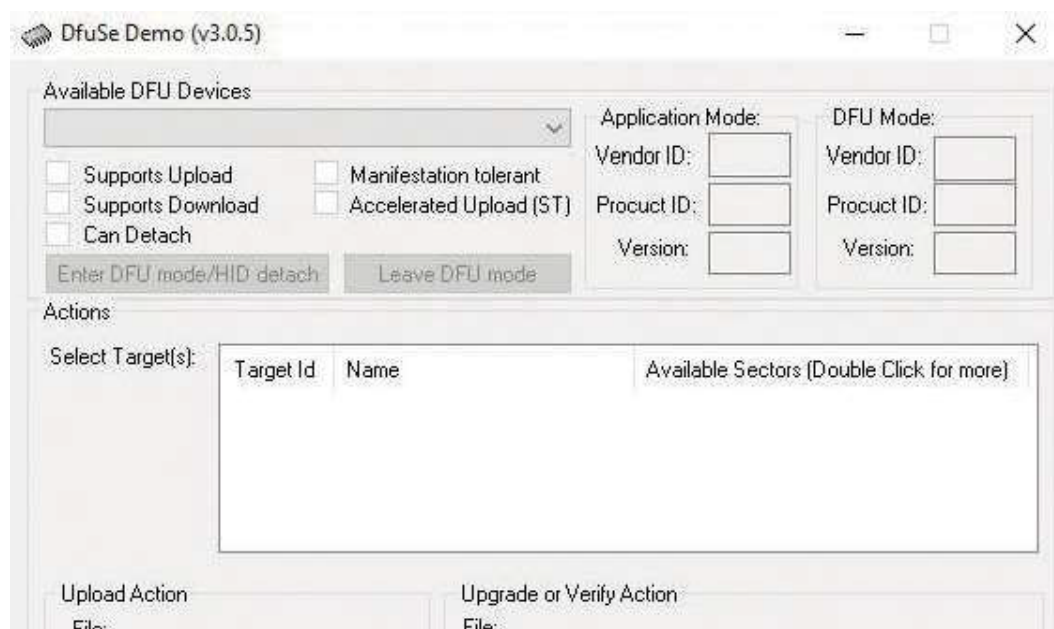 DfuSe Demo (v3.0.5)
Available DFU Devices
Application Mode:
DFU Mode:
Supports Upload
Manifestation tolerant
Vendor ID:
Vendor ID:
Supports Download
Accelerated Upload (ST)
Procuct ID:
Procuct ID:
Can Detach
Version:
Version:
Enter DFU mode/HID detach
Leave DFU mode
Actions
Select Target(s):
Target Id
Name
Available Sectors (Double Click for more)
Upload Action
Upgrade or Verify Action
File:
File: